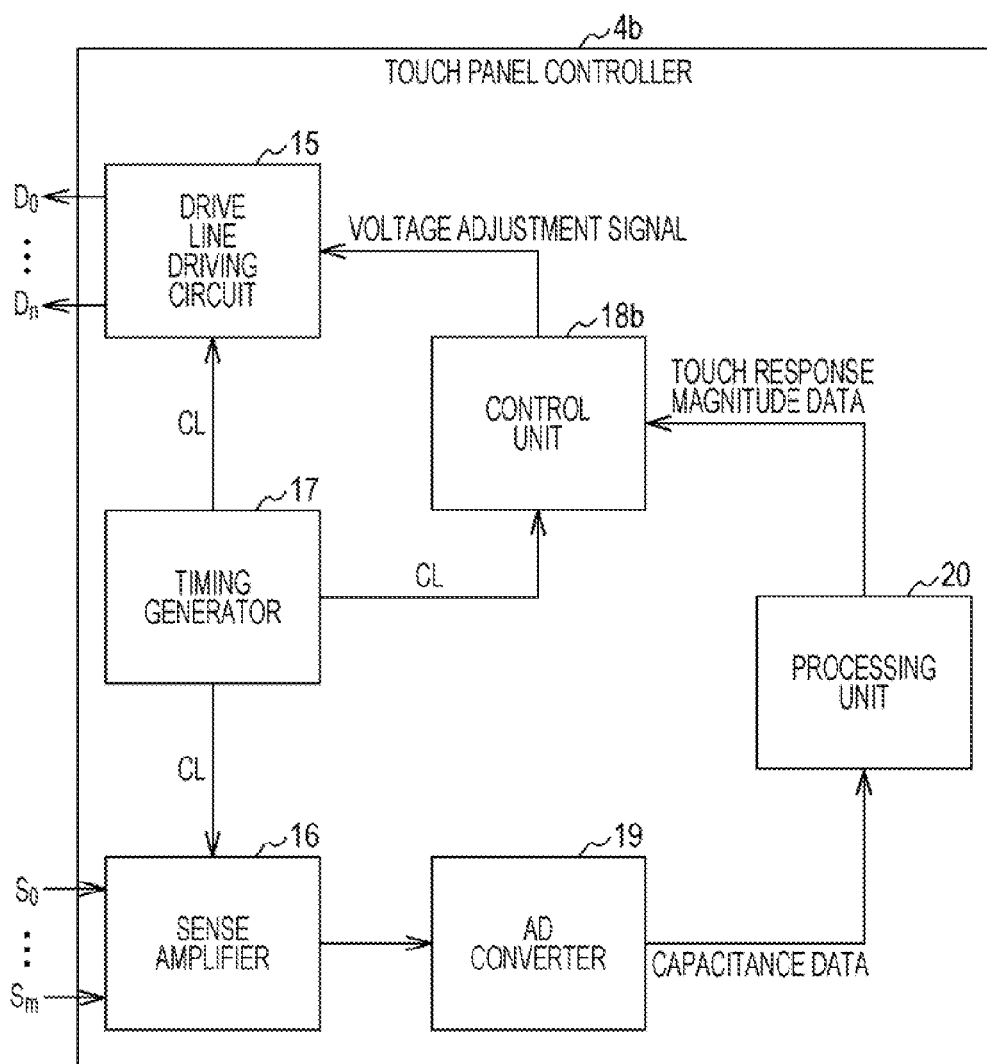 4b
TOUCH PANEL CONTROLLER
15
D0
DRIVE
LINE
DRIVING
CIRCUIT
Dn
VOLTAGE ADJUSTMENT SIGNAL
18b
CONTROL
UNIT
TOUCH RESPONSE
MAGNITUDE DATA
CL
17
TIMING
GENERATOR
CL
20
PROCESSING
UNIT
CL
16
S0
SENSE
AMPLIFIER
Sm
19
AD
CONVERTER
CAPACITANCE DATA